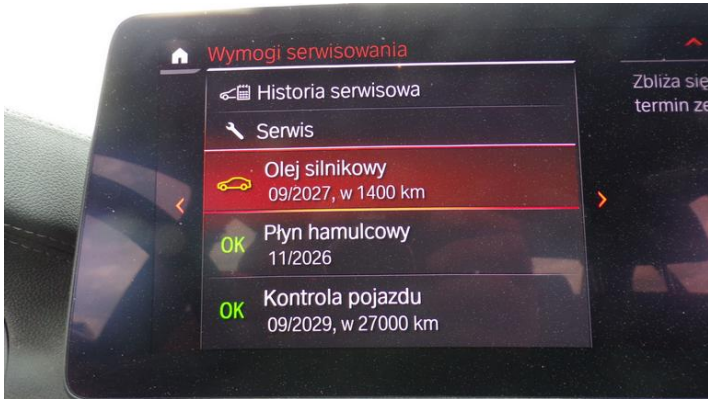 Wymogi serwisowania
Historia serwisowa
Serwis
Olej silnikowy
09/2027, w 1400 km
OK
Płyn hamulcowy
11/2026
OK
Kontrola pojazdu
09/2029, w 27000 km
Zbliża się
termin